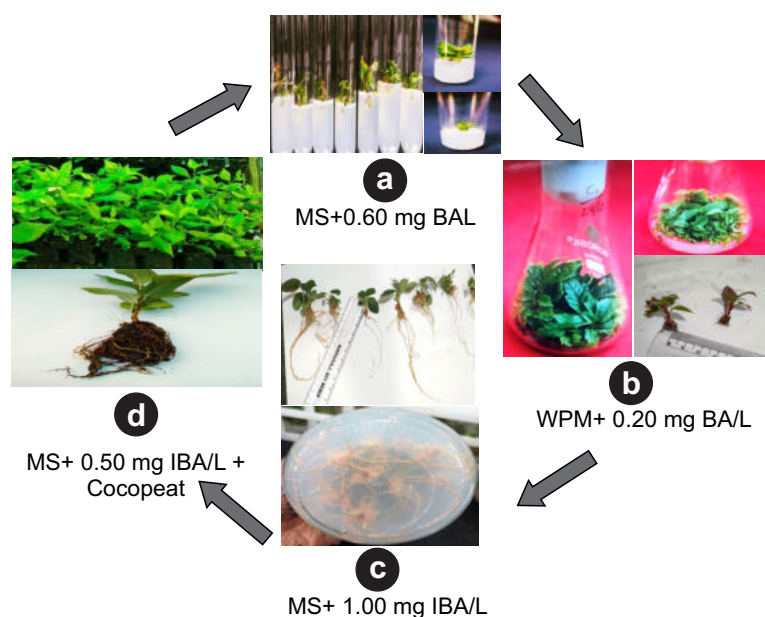 a
MS+0.60 mg BAL
b
WPM+ 0.20 mg BA/L
c
MS+ 1.00 mg IBA/L
d
MS+ 0.50 mg IBA/L +
Cocopeat